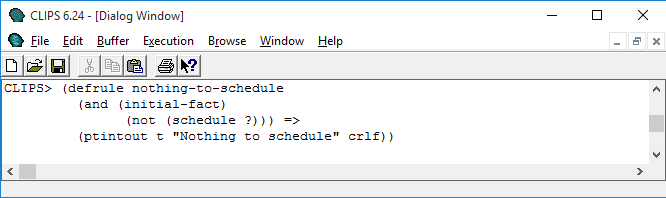 CLIPS 6.24 - [Dialog Window]
File Edit Buffer Execution Browse Window Help
CLIPS> (defrule nothing-to-schedule
(and (initial-fact)
(not (schedule ?))) =>
(ptintout t "Nothing to schedule" crlf))